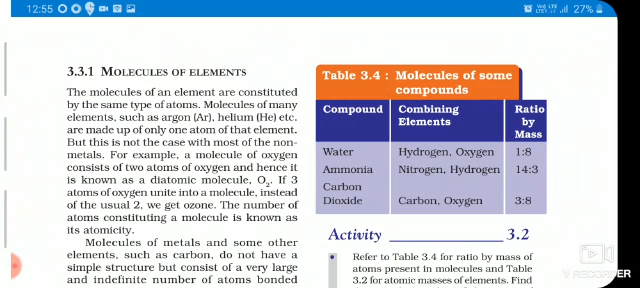 12:55
27%
3.3.1 MOLECULES OF ELEMENTS
The molecules of an element are constituted
by the same type of atoms. Molecules of many
elements, such as argon (Ar), helium (He) etc.
are made up of only one atom of that element.
But this is not the case with most of the non-
metals. For example, a molecule of oxygen
consists of two atoms of oxygen and hence it
is known as a diatomic molecule, O₂. If 3
atoms of oxygen unite into a molecule, instead
of the usual 2, we get ozone. The number of
atoms constituting a molecule is known as
its atomicity.
Molecules of metals and some other
elements, such as carbon, do not have a
simple structure but consist of a very large
and indefinite number of atoms bonded
Table 3.4 : Molecules of some
compounds
Compound Combining Ratio
Elements by
Mass
Water Hydrogen, Oxygen 1:8
Ammonia Nitrogen, Hydrogen 14:3
Carbon
Dioxide Carbon, Oxygen 3:8
Activity 3.2
• Refer to Table 3.4 for ratio by mass of
atoms present in molecules and Table
3.2 for atomic masses of elements. Find
V RECORDER